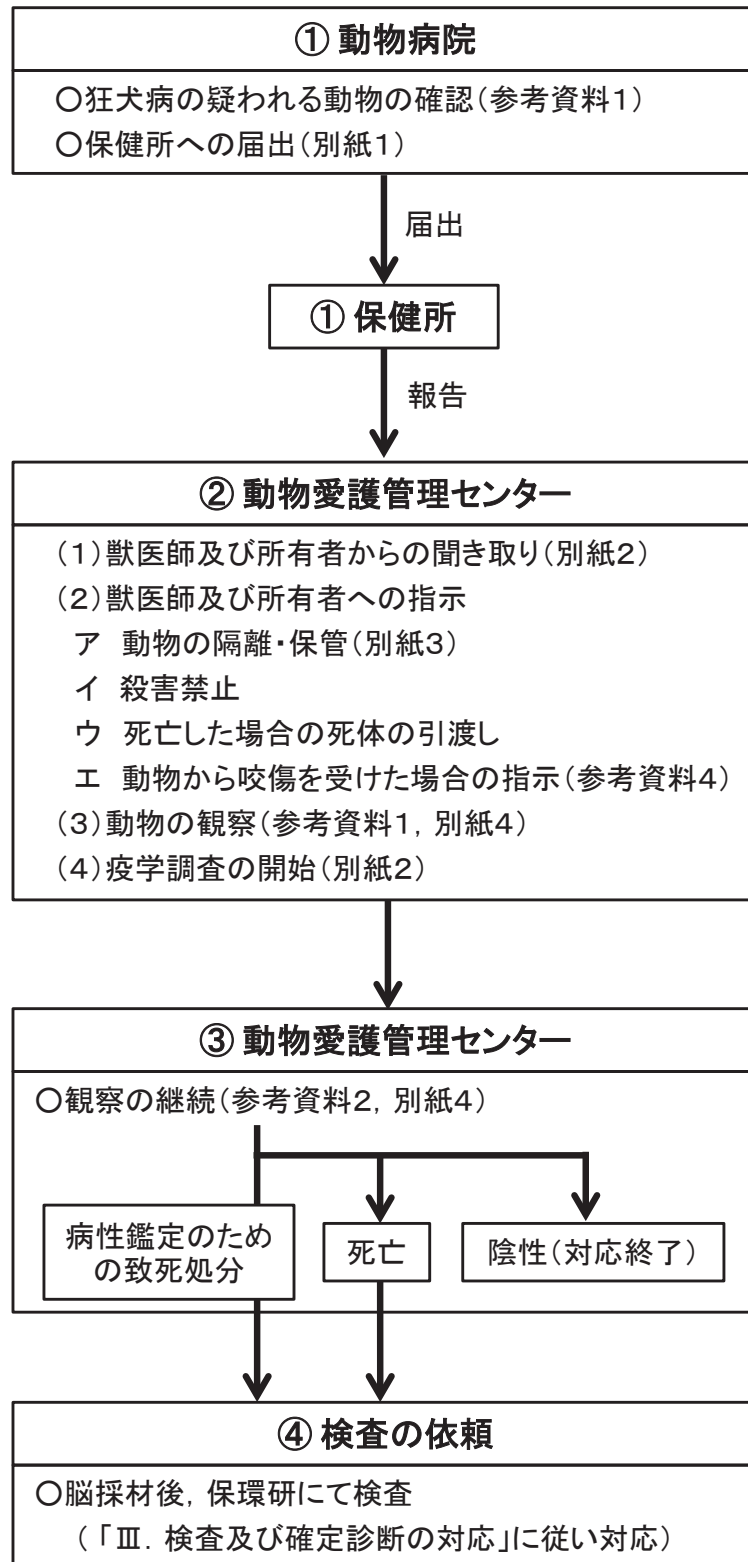 ① 動物病院
○狂犬病の疑われる動物の確認(参考資料1)
○保健所への届出(別紙1)
届出
① 保健所
報告
② 動物愛護管理センター
(1)獣医師及び所有者からの聞き取り(別紙2)
(2)獣医師及び所有者への指示
ア 動物の隔離・保管(別紙3)
イ 殺害禁止
ウ 死亡した場合の死体の引渡し
エ 動物から咬傷を受けた場合の指示(参考資料4)
(3)動物の観察(参考資料1,別紙4)
(4)疫学調査の開始(別紙2)
③ 動物愛護管理センター
○観察の継続(参考資料2,別紙4)
病性鑑定のため
の致死処分
死亡
陰性(対応終了)
④ 検査の依頼
○脳採材後,保環研にて検査
(「Ⅲ.検査及び確定診断の対応」に従い対応)